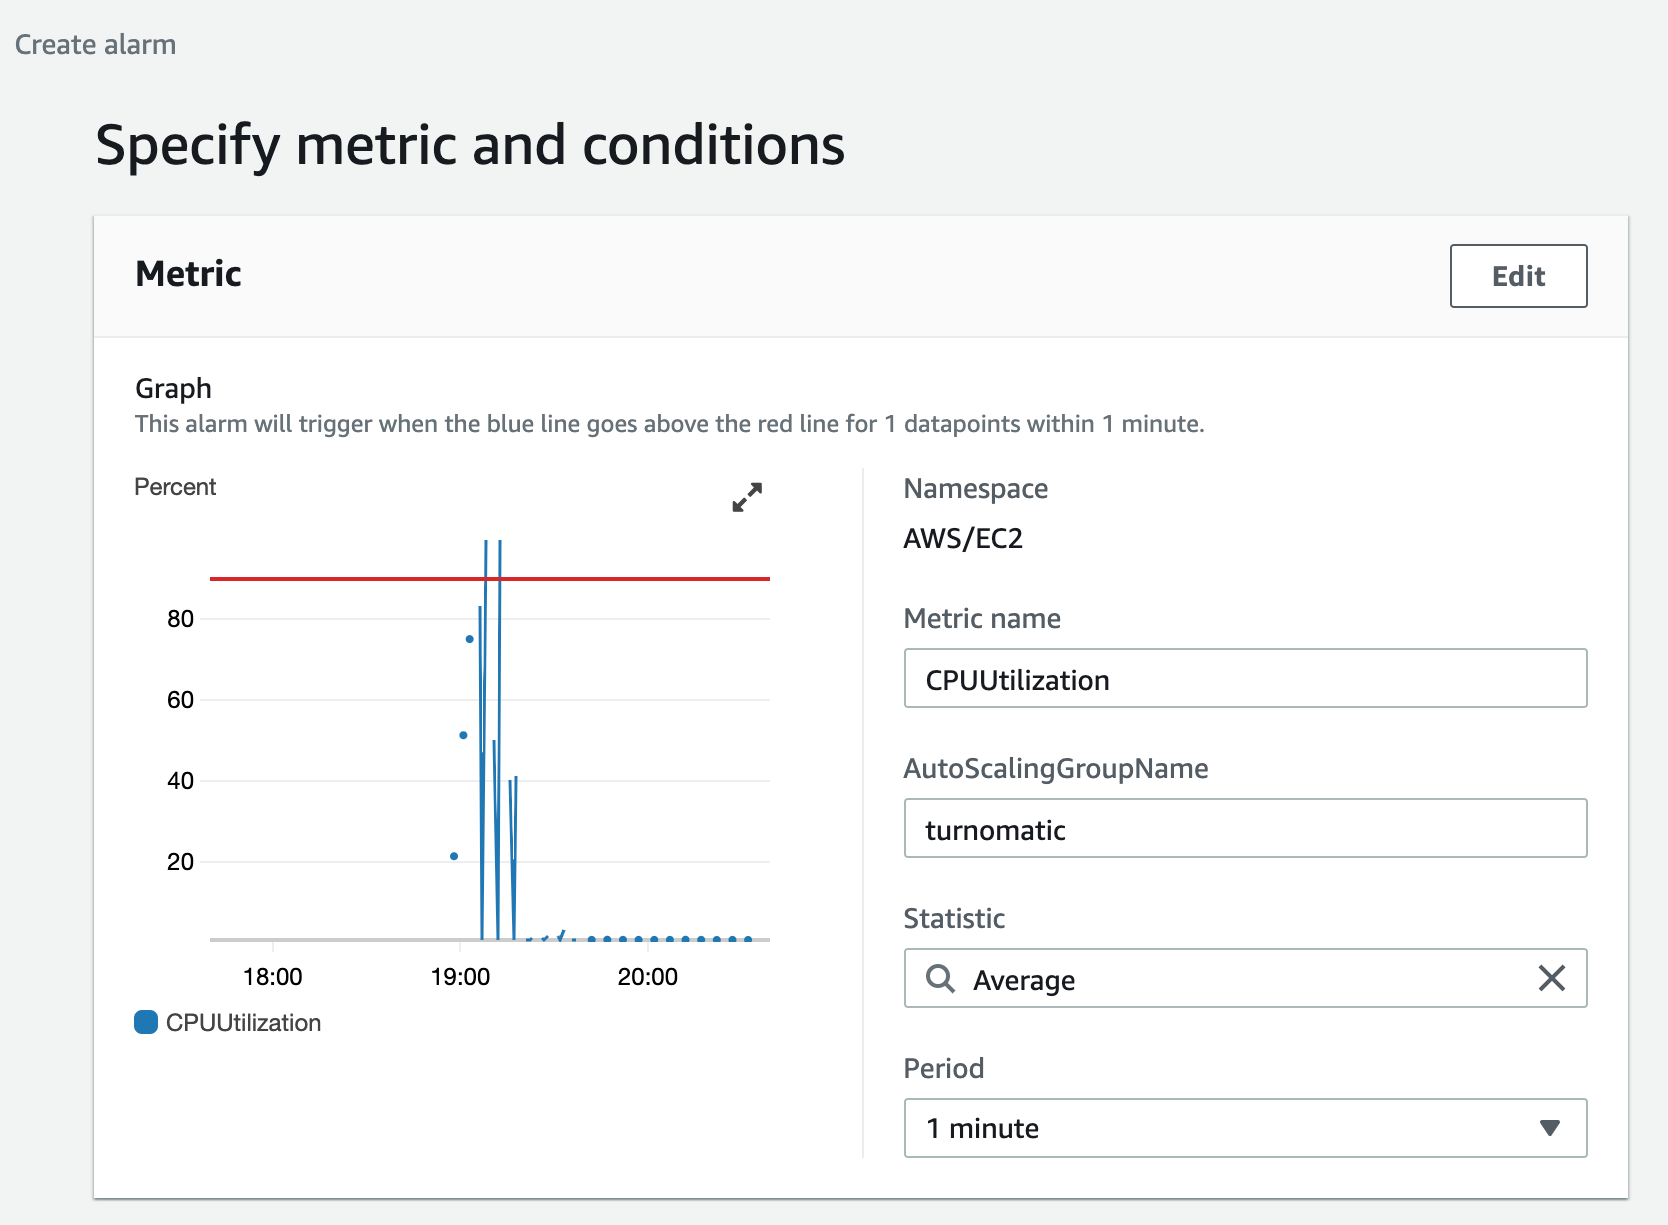 Create alarm
Specify metric and conditions
Metric
Edit
Graph
This alarm will trigger when the blue line goes above the red line for 1 datapoints within 1 minute.
Percent
80
60
40
20
18:00 19:00 20:00
CPUUtilization
Namespace
AWS/EC2
Metric name
CPUUtilization
AutoScalingGroupName
turnomatic
Statistic
Average
Period
1 minute